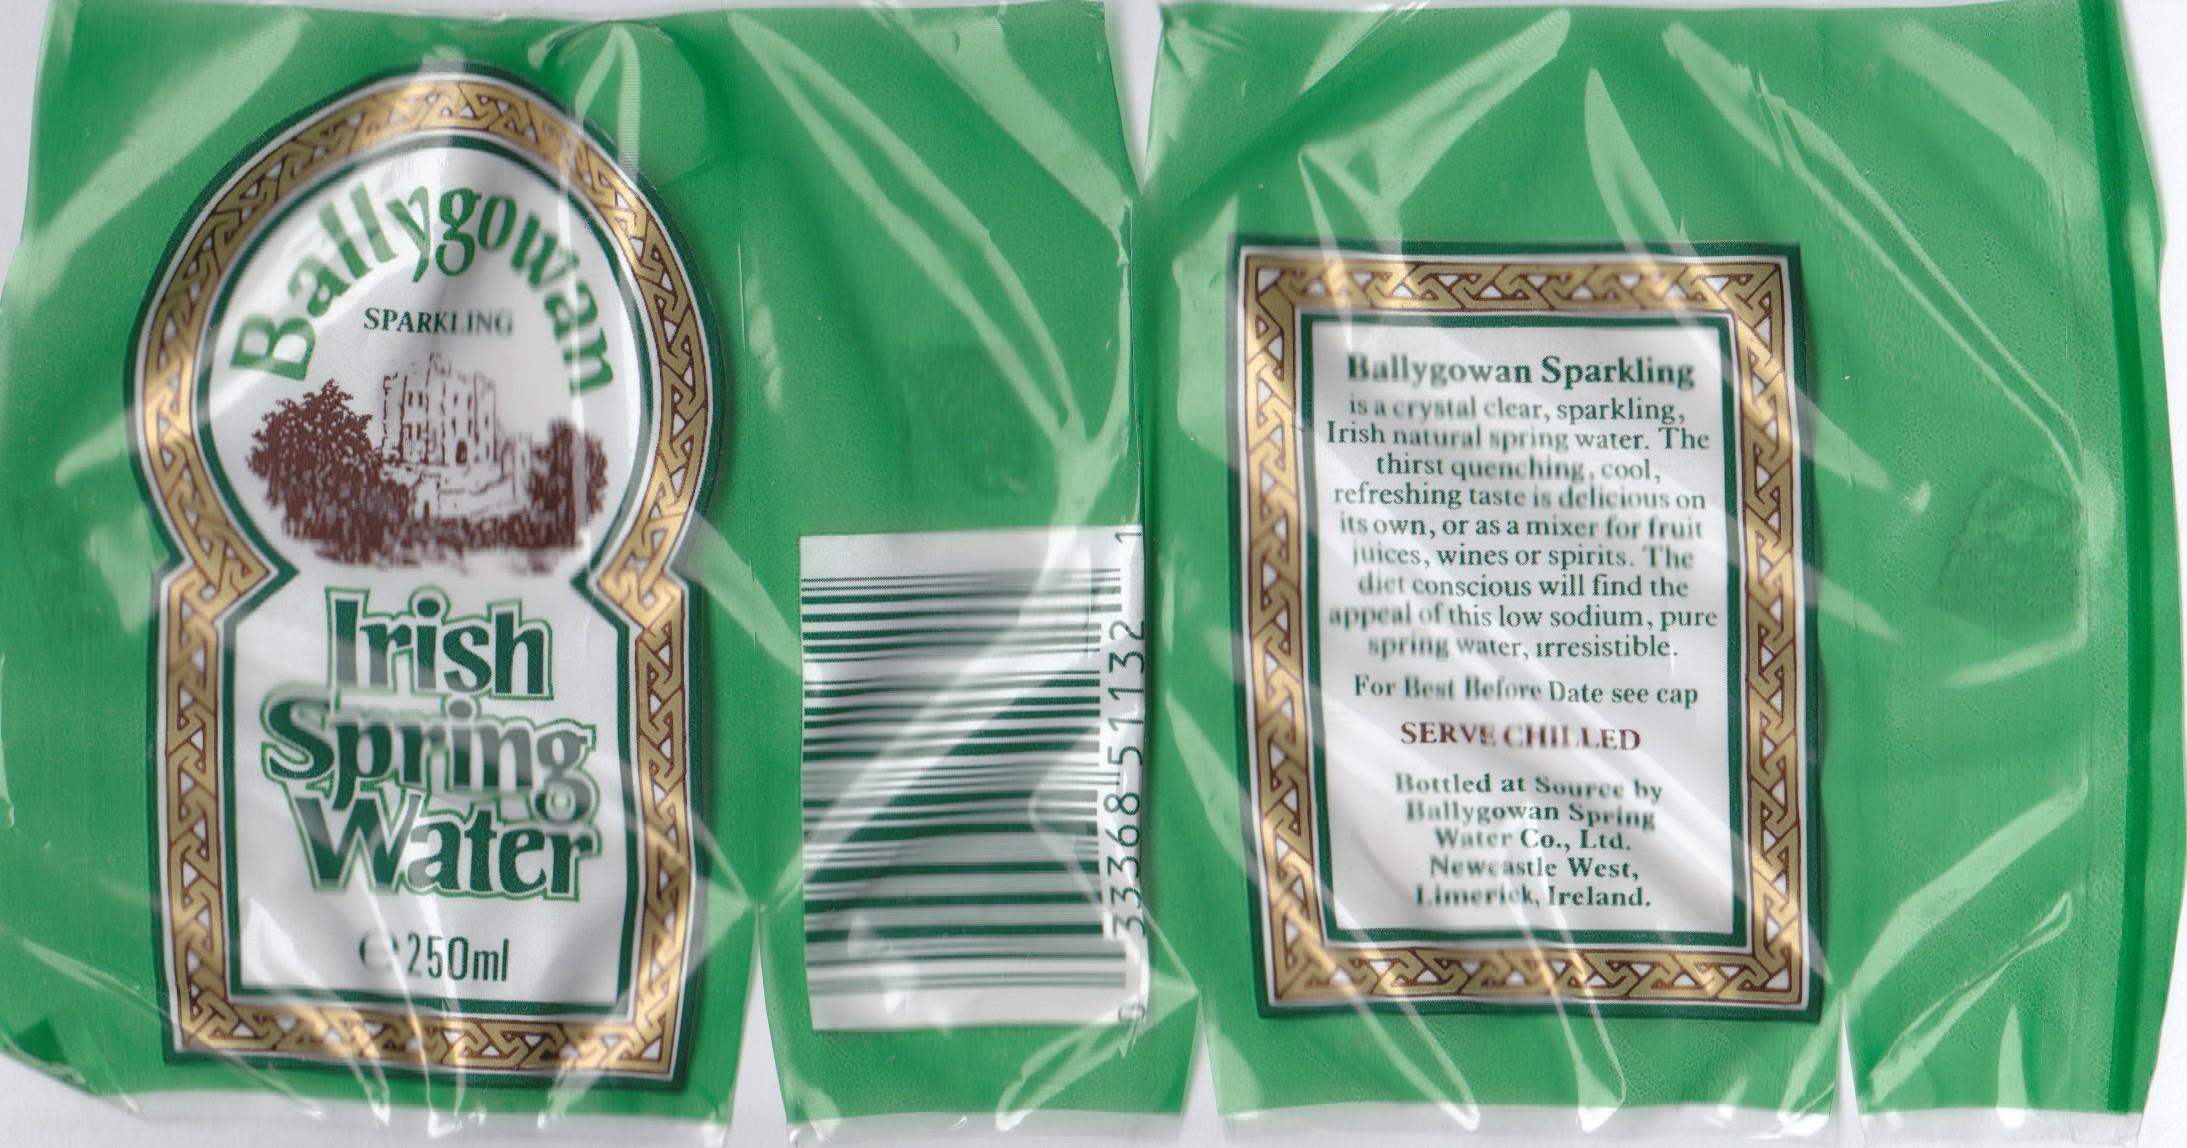 Ballygowan
SPARKLING
Irish
Spring
Water
℮250ml
0 33368 51132 1
Ballygowan Sparkling
is a crystal clear, sparkling,
Irish natural spring water. The
thirst quenching, cool,
refreshing taste is delicious on
its own, or as a mixer for fruit
juices, wines or spirits. The
diet conscious will find the
appeal of this low sodium, pure
spring water, irresistible.
For Best Before Date see cap
SERVE CHILLED
Bottled at Source by
Ballygowan Spring
Water Co., Ltd.
Newcastle West,
Limerick, Ireland.